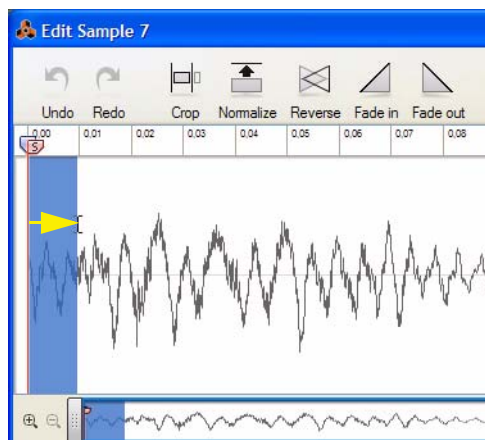 Edit Sample 7
Undo Redo Crop Normalize Reverse Fade in Fade out
0,00 0,01 0,02 0,03 0,04 0,05 0,06 0,07 0,08
S